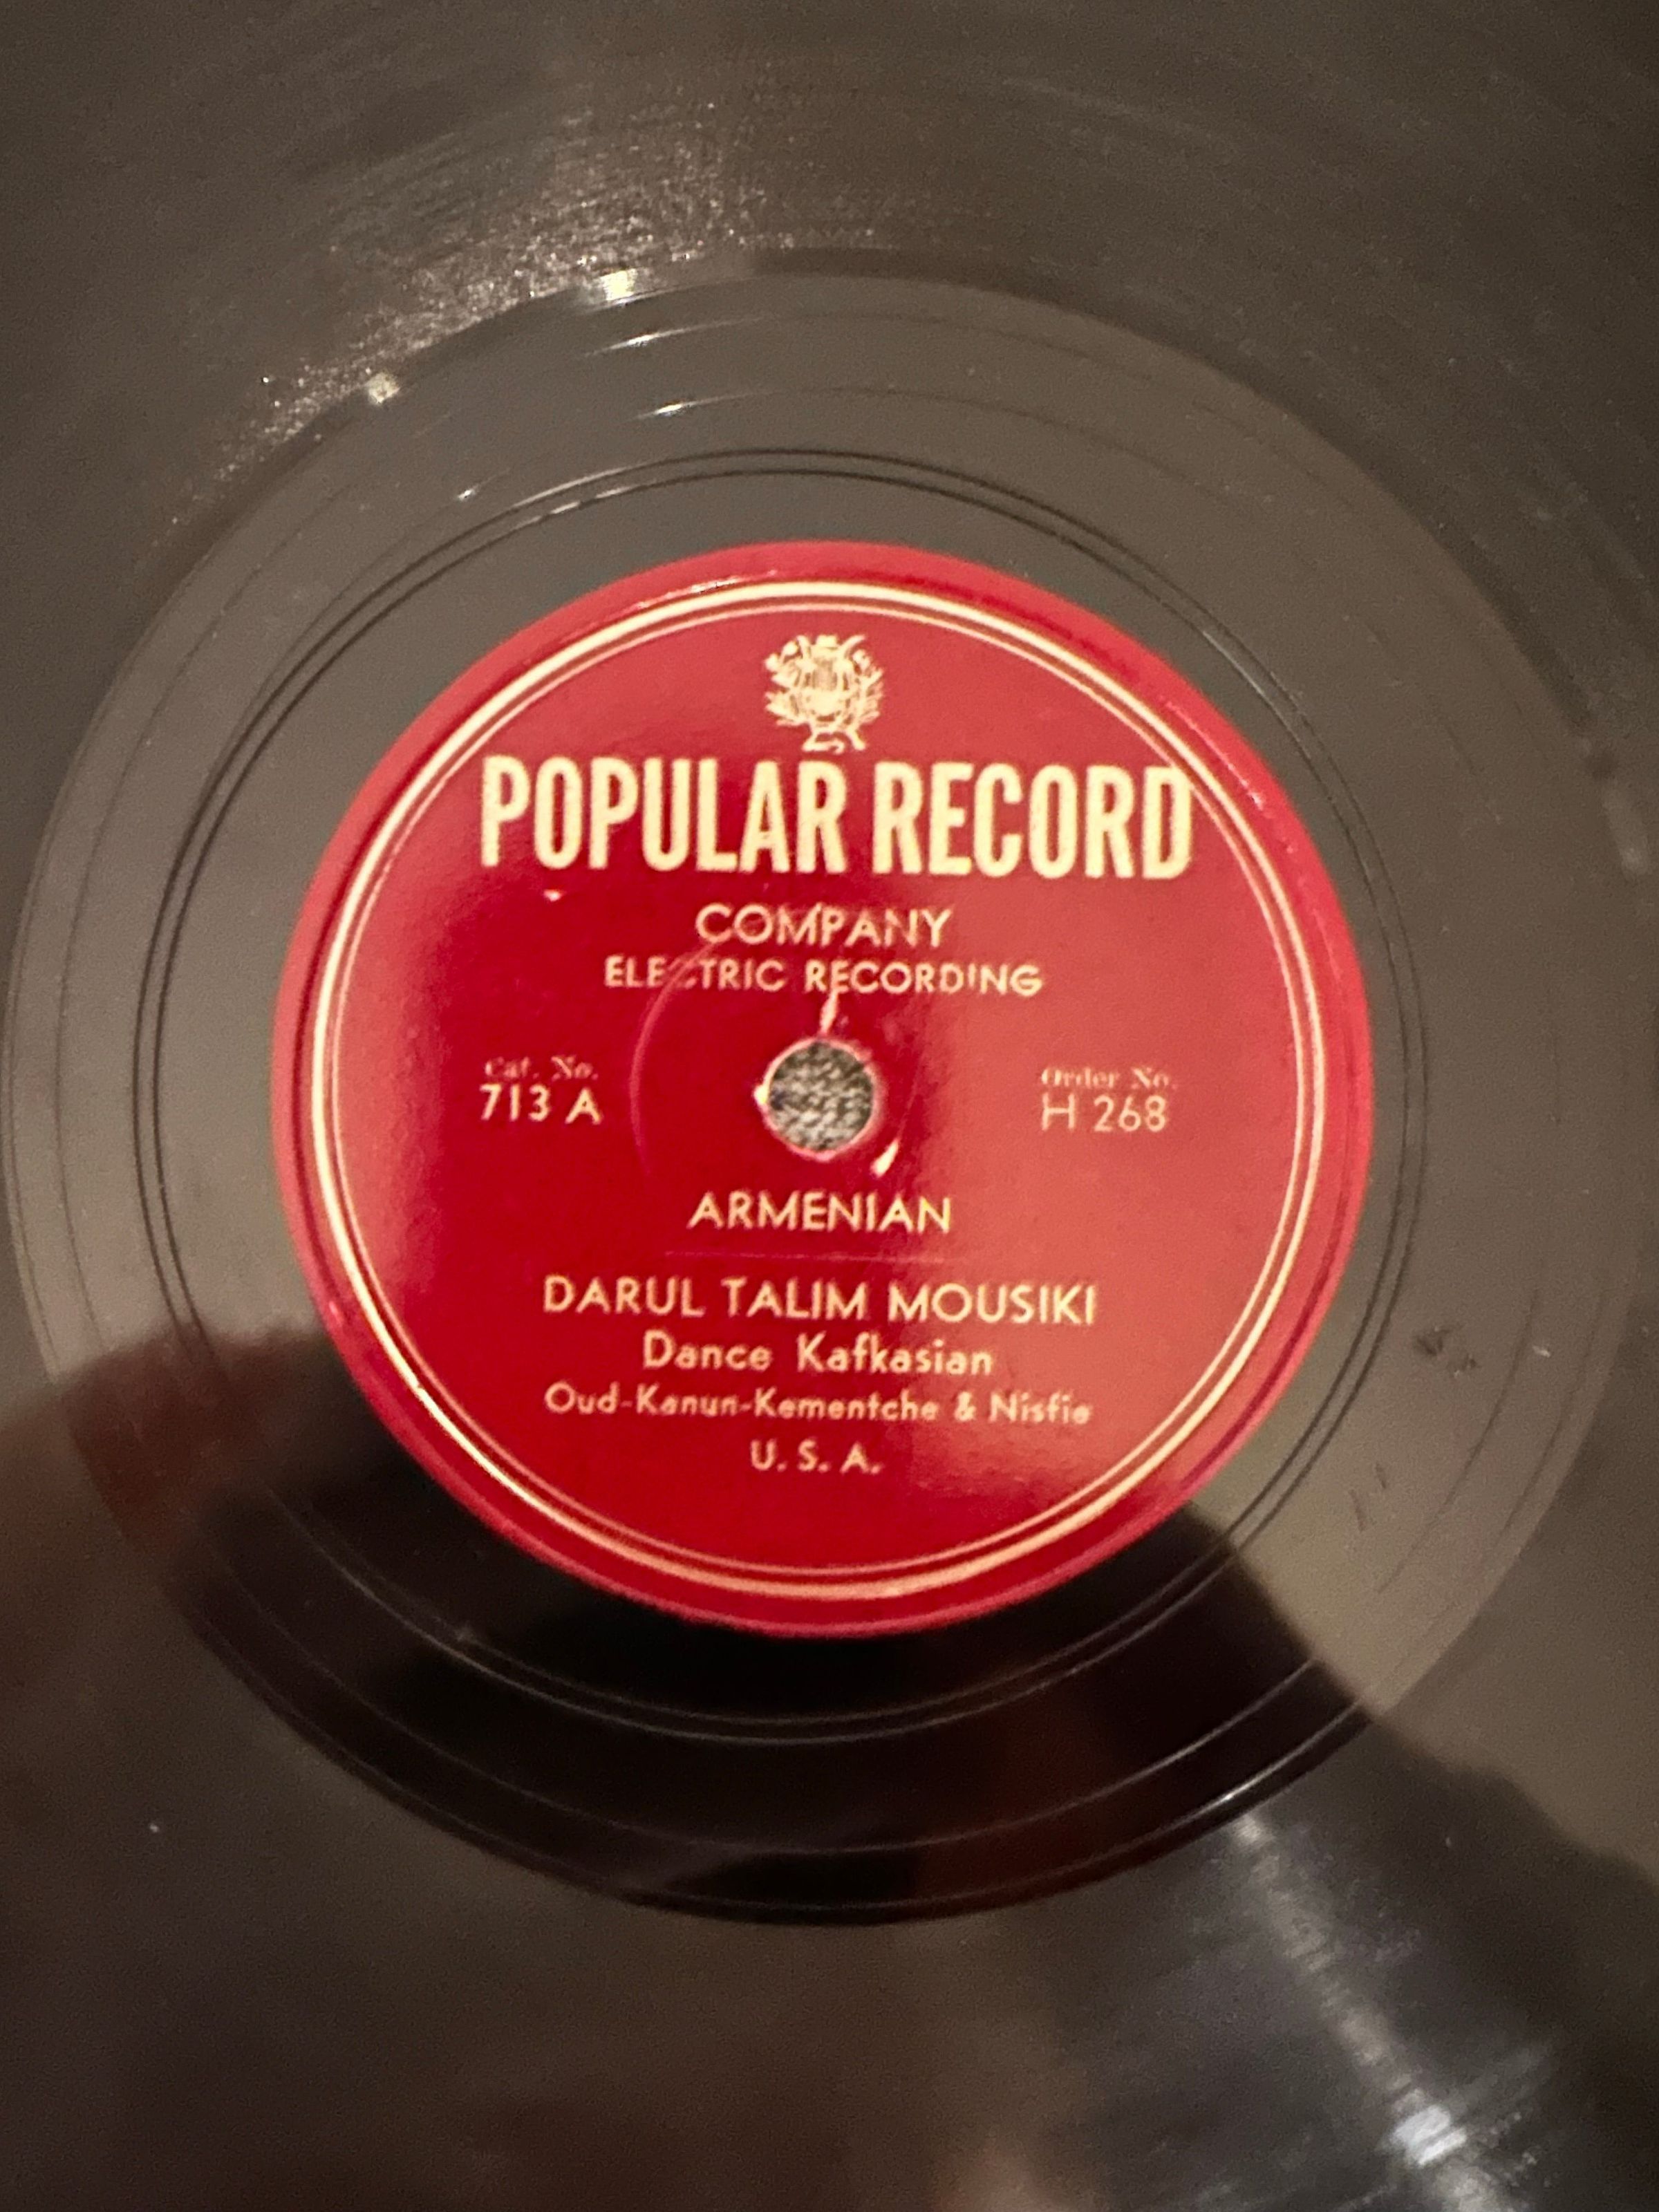 POPULAR RECORD
COMPANY
ELECTRIC RECORDING
Cat. No.
713 A
Order No.
H 268
ARMENIAN
DARUL TALIM MOUSIKI
Dance Kafkasian
Oud-Kanun-Kementche & Nisfie
U. S. A.